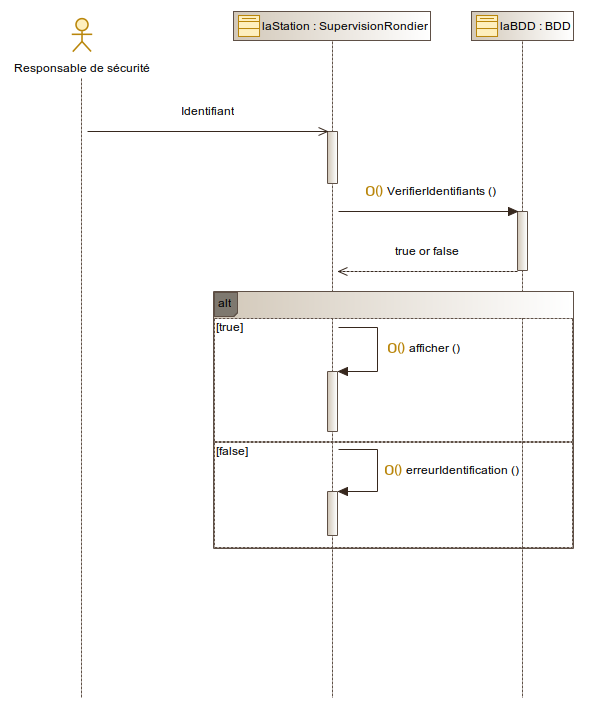 laStation : SupervisionRondier
laBDD : BDD
Responsable de sécurité
Identifiant
O() VerifierIdentifiants ()
true or false
alt
[true]
O() afficher ()
[false]
O() erreurIdentification ()